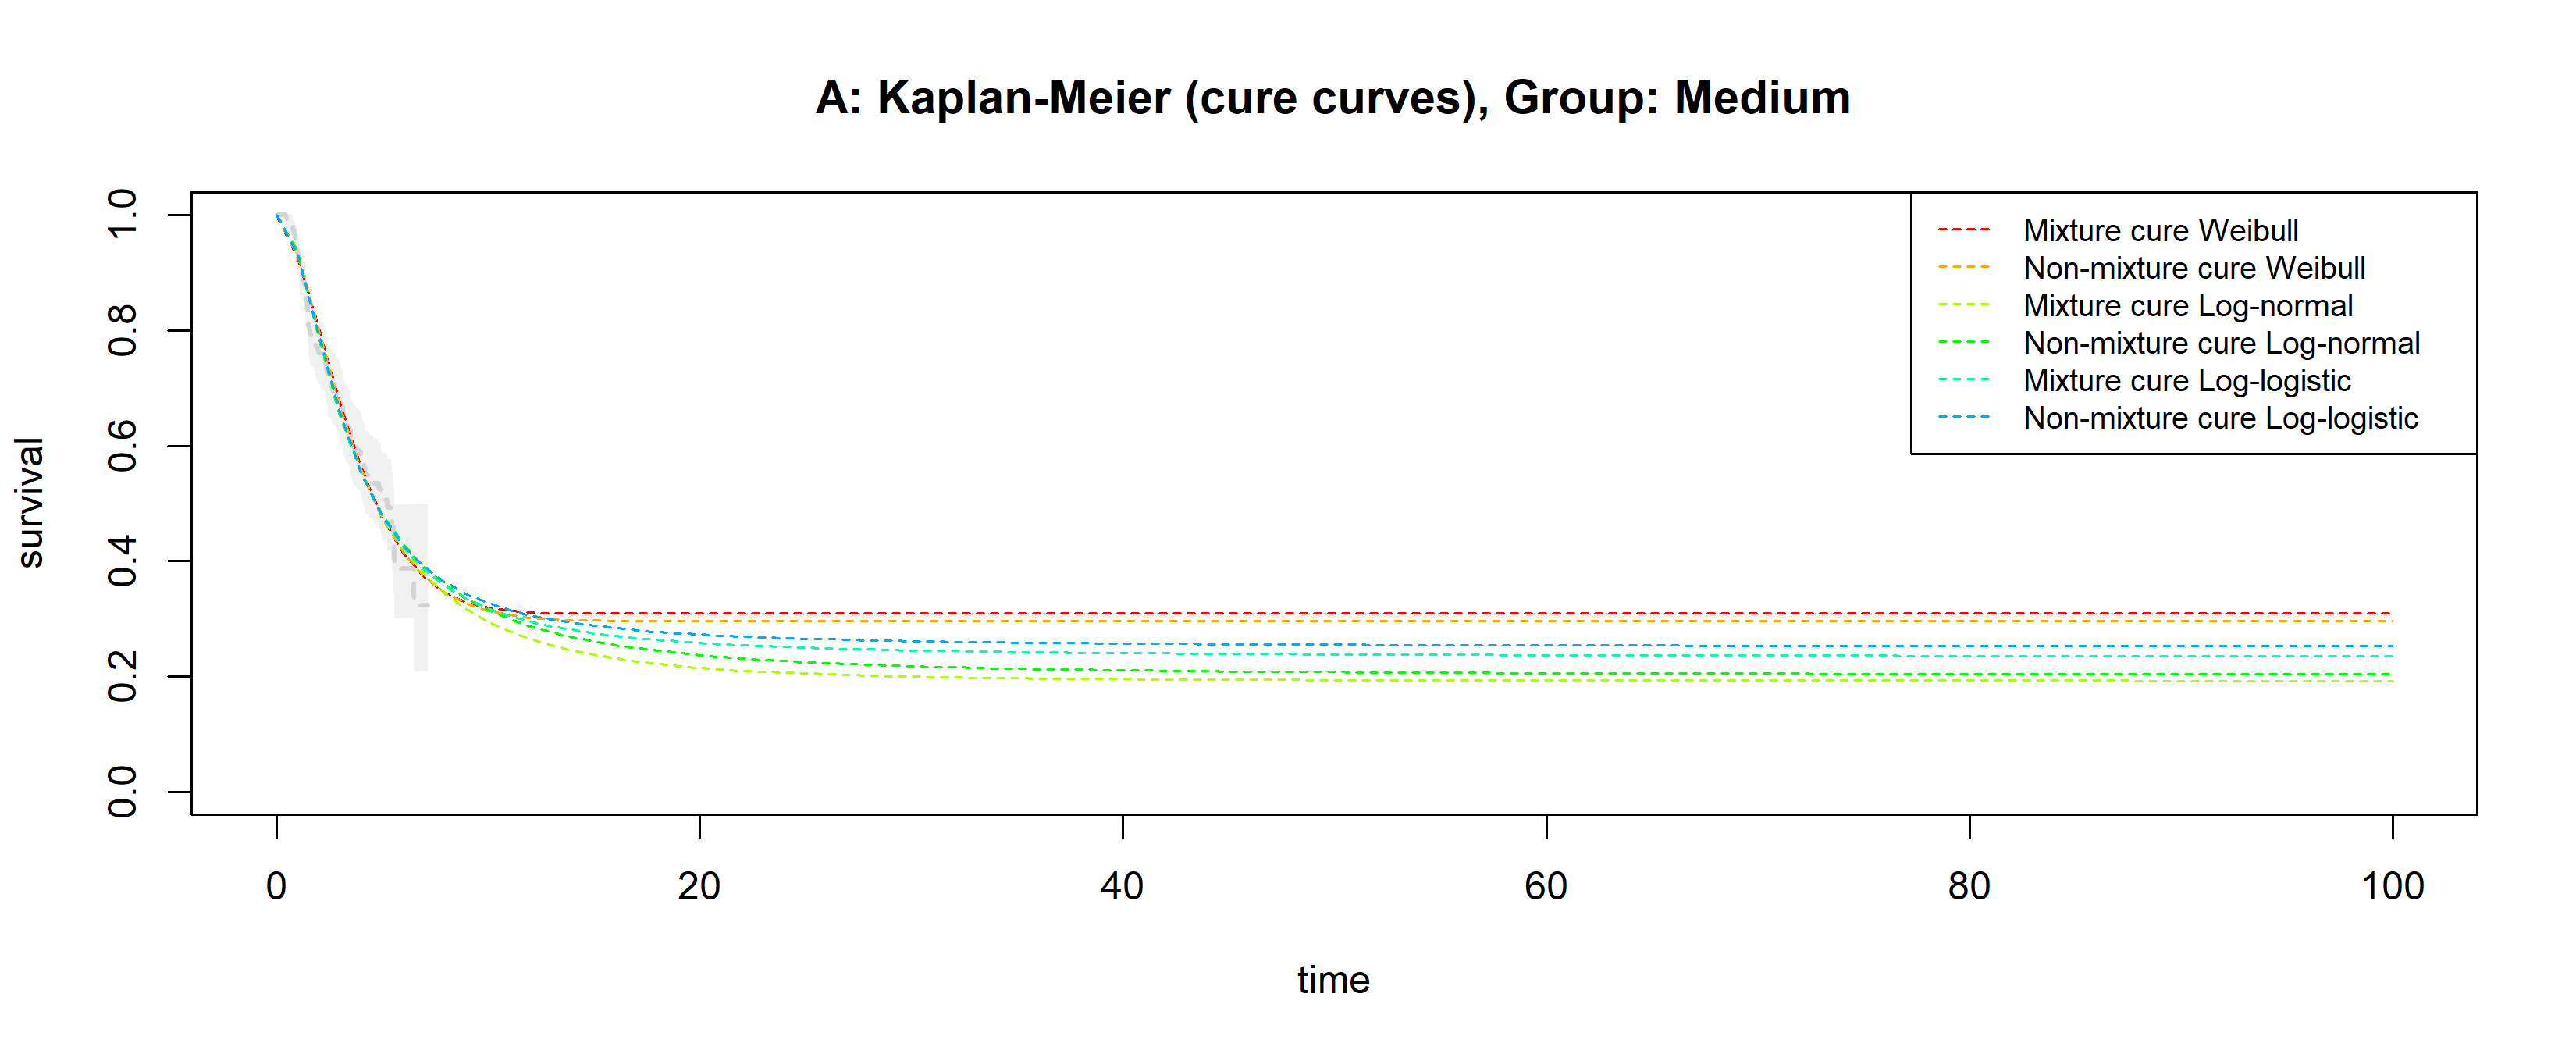 A: Kaplan-Meier (cure curves), Group: Medium
Mixture cure Weibull
Non-mixture cure Weibull
Mixture cure Log-normal
Non-mixture cure Log-normal
Mixture cure Log-logistic
Non-mixture cure Log-logistic
survival
1.0
0.8
0.6
0.4
0.2
0.0
0 20 40 60 80 100
time